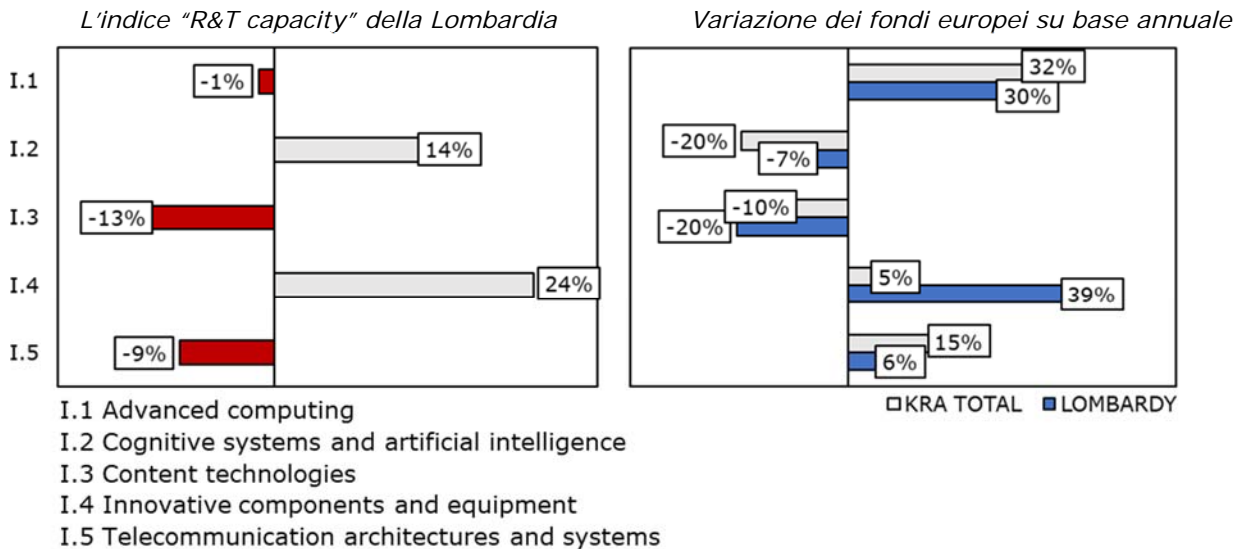 L'indice “R&T capacity” della Lombardia
Variazione dei fondi europei su base annuale
I.1
-1%
32%
30%
I.2
14%
-20%
-7%
I.3
-13%
-10%
-20%
I.4
24%
5%
39%
I.5
-9%
15%
6%
KRA TOTAL LOMBARDY
I.1 Advanced computing
I.2 Cognitive systems and artificial intelligence
I.3 Content technologies
I.4 Innovative components and equipment
I.5 Telecommunication architectures and systems